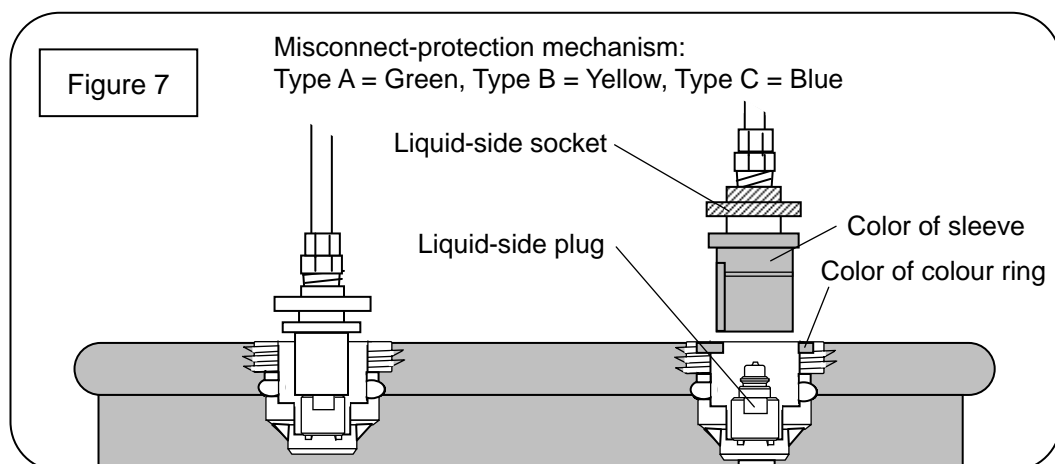 Figure 7
Misconnect-protection mechanism:
Type A = Green, Type B = Yellow, Type C = Blue
Liquid-side socket
Color of sleeve
Liquid-side plug
Color of colour ring